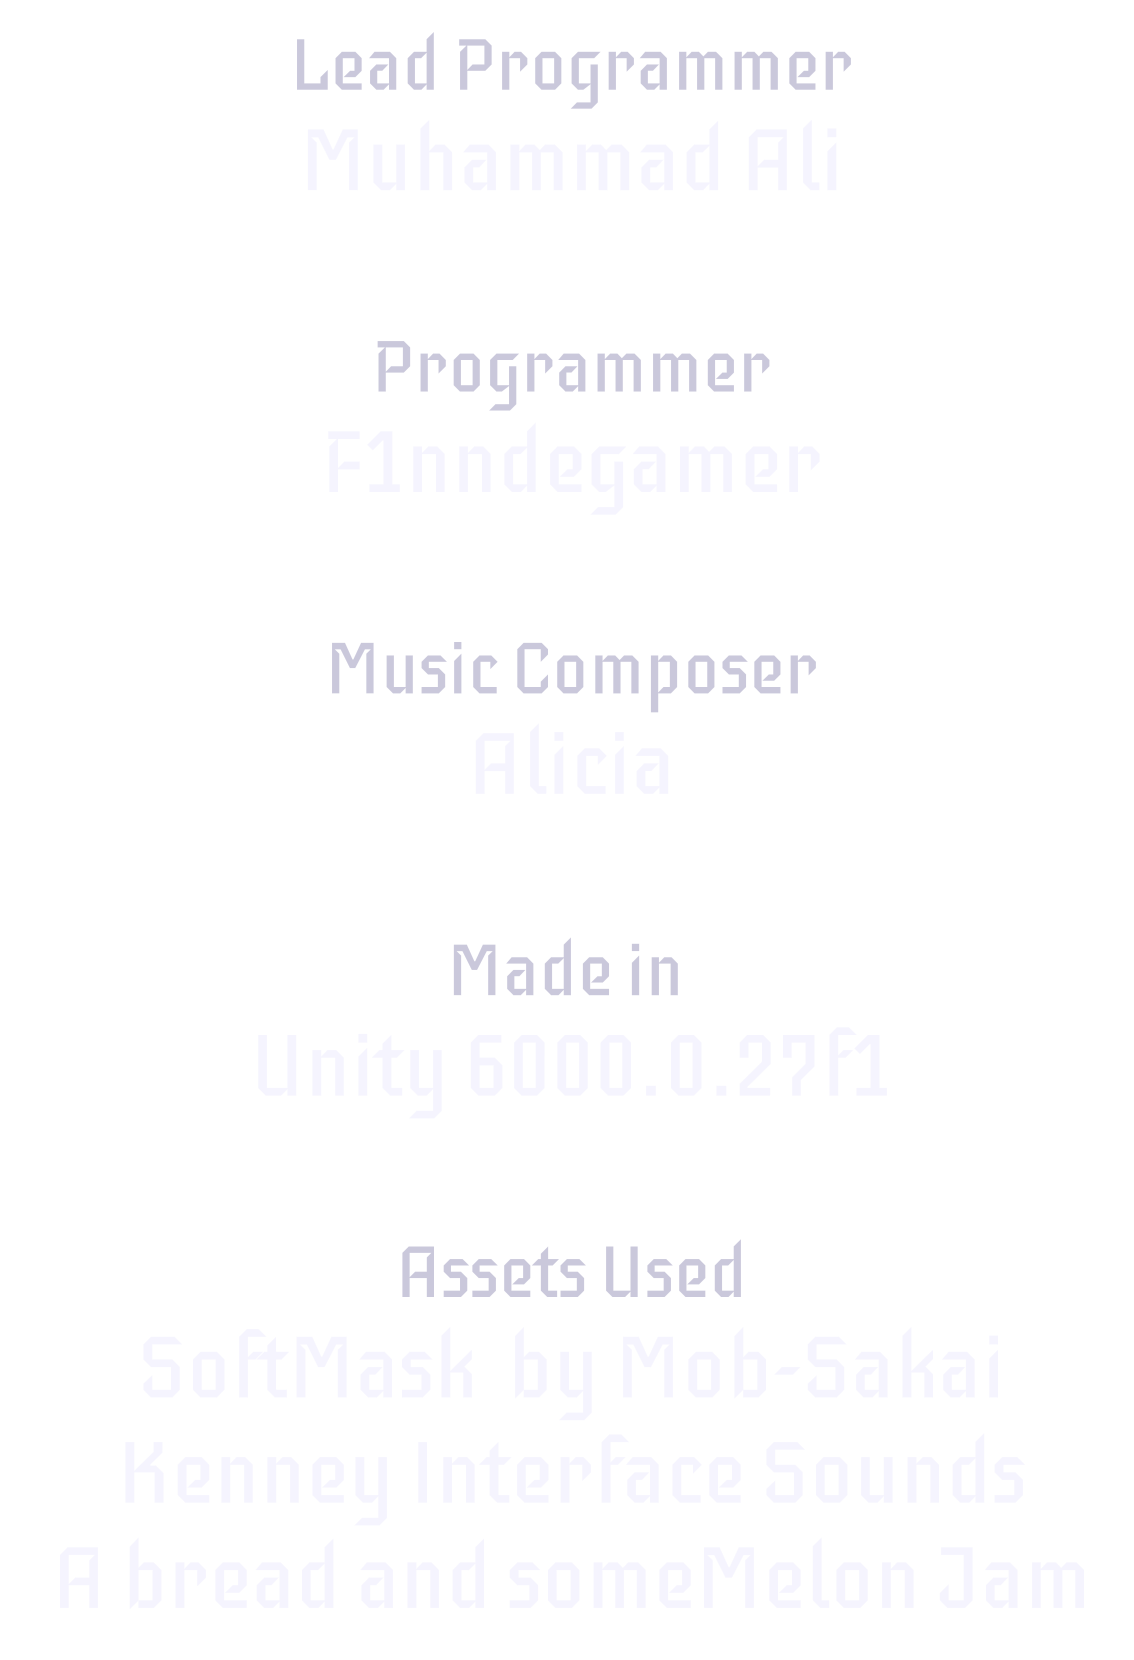 Lead Programmer
Muhammad Ali
Programmer
F1nndegamer
Music Composer
Alicia
Made in
Unity 6000.0.27f1
Assets Used
SoftMask  by Mob-Sakai
Kenney Interface Sounds
A bread and someMelon Jam